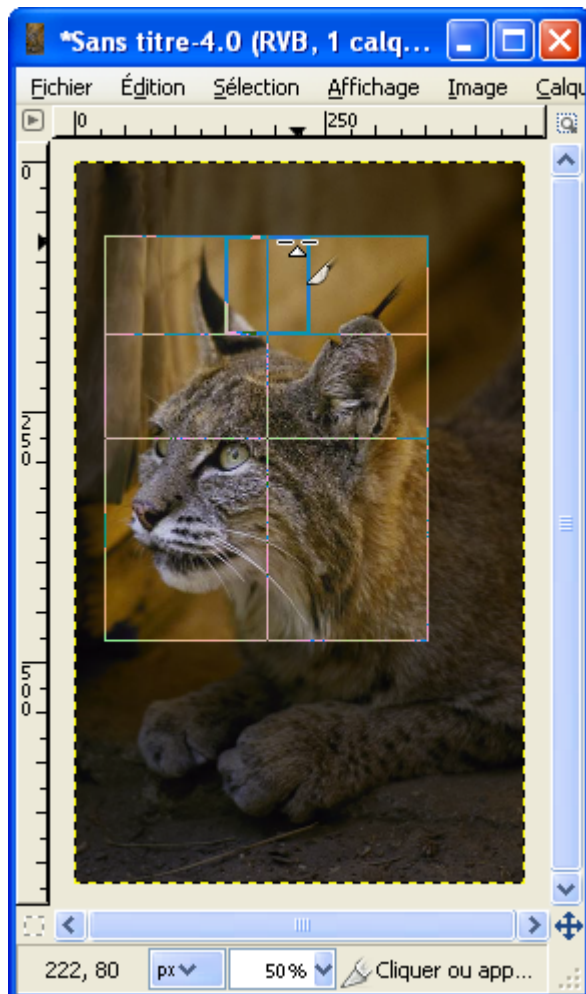 *Sans titre-4.0 (RVB, 1 calq...
Fichier Édition Sélection Affichage Image Calqu
0 250
0
250
500
222, 80 px 50% Cliquer ou app...